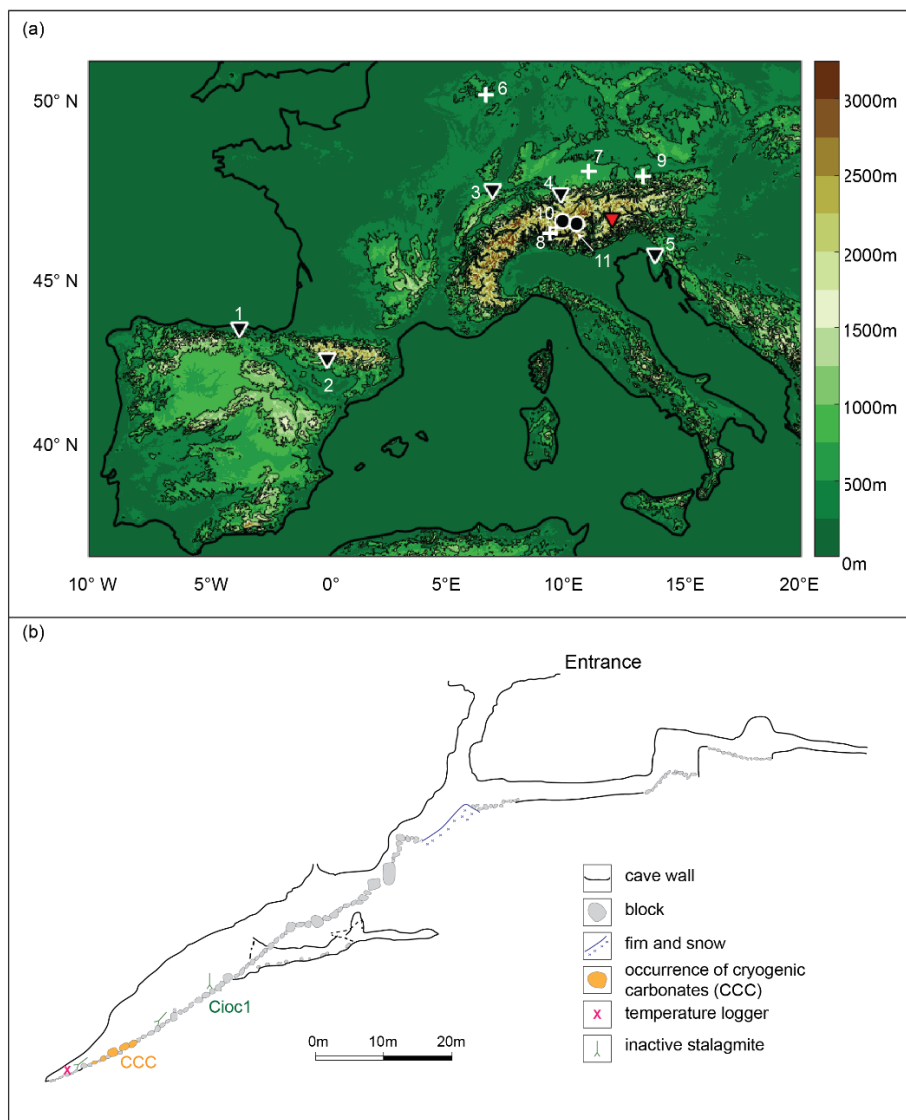 (a)
50° N
45° N
40° N
10° W
5°W
0°
5°E
10°E
15°E
20°E
1
2
3
4
5
6
7
8
9
10
11
3000m
2500m
2000m
1500m
1000m
500m
0m
(b)
Entrance
Cioc1
CCC
x
0m
10m
20m
cave wall
block
firn and snow
occurrence of cryogenic
carbonates (CCC)
x
temperature logger
inactive stalagmite